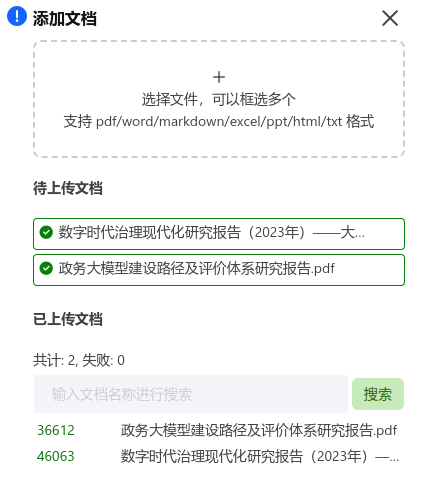 添加文档
选择文件，可以框选多个
支持 pdf/word/markdown/excel/ppt/html/txt 格式
待上传文档
数字时代治理现代化研究报告（2023年）——大...
政务大模型建设路径及评价体系研究报告.pdf
已上传文档
共计: 2, 失败: 0
输入文档名称进行搜索 搜索
36612 政务大模型建设路径及评价体系研究报告.pdf
46063 数字时代治理现代化研究报告（2023年）—...